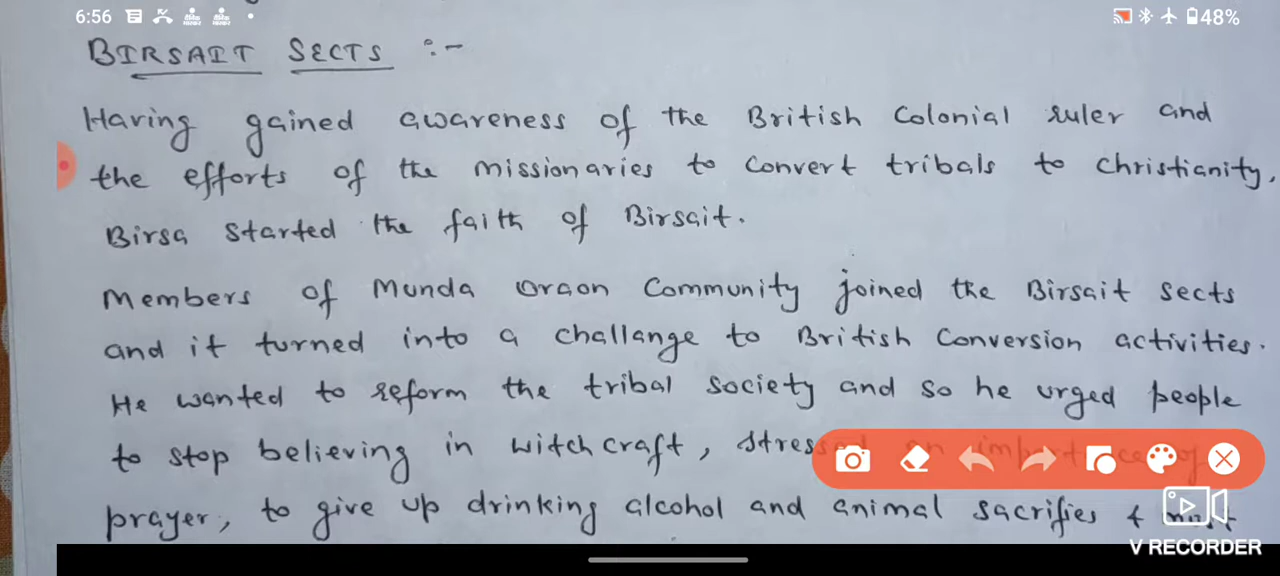 6:56
48%
BIRSAIT SECTS :-
Having gained awareness of the British Colonial ruler and
the efforts of the missionaries to convert tribals to christianity.
Birsa started the faith of Birsait.
Members of Munda oraon Community joined the Birsait sects
and it turned into a challange to British Conversion activities.
He wanted to reform the tribal society and so he urged people
to stop believing in witchcraft,
prayer, to give up drinking alcohol and animal sacrifies &
V RECORDER